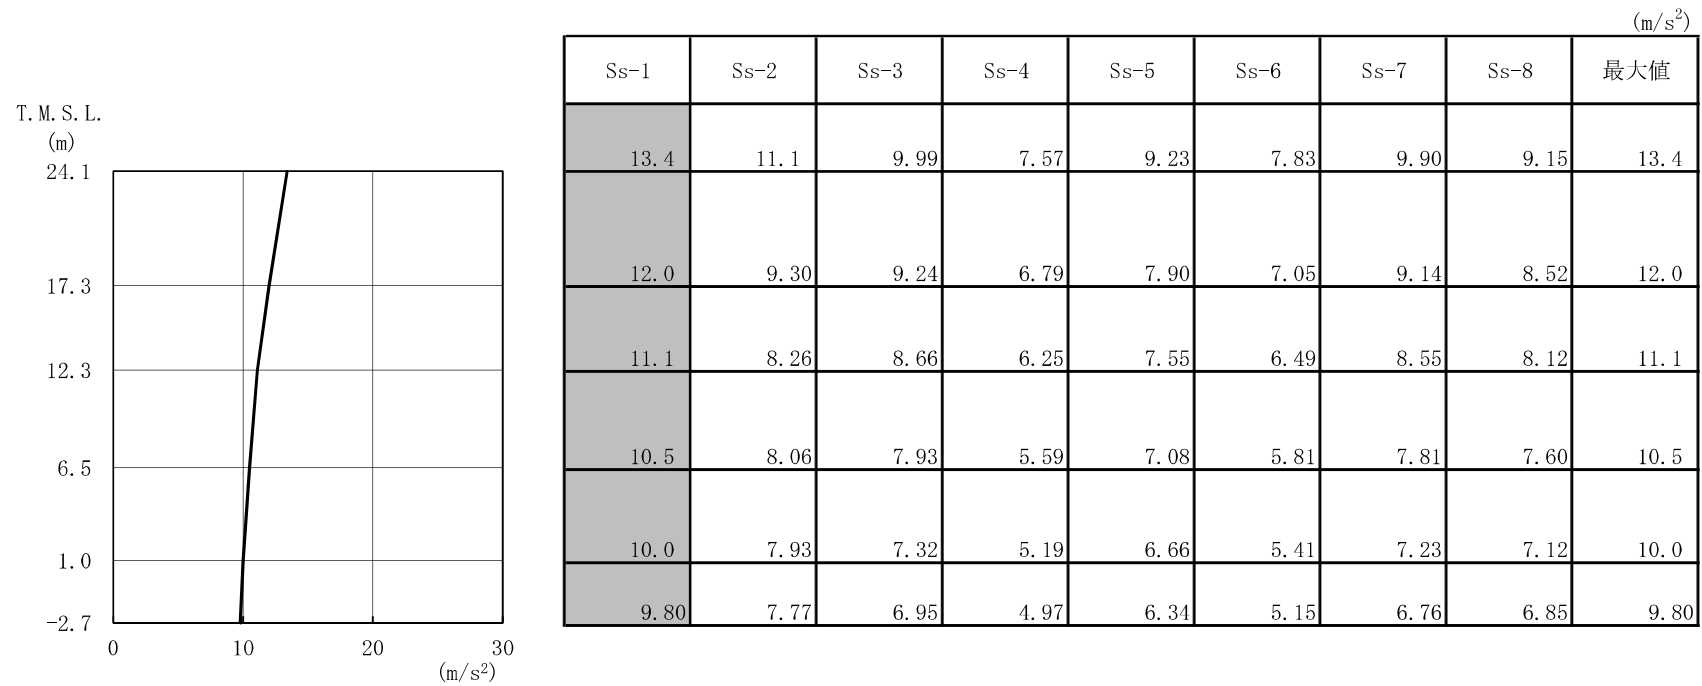 (m/s²)
Ss-1 Ss-2 Ss-3 Ss-4 Ss-5 Ss-6 Ss-7 Ss-8 最大値
T.M.S.L.
(m)
13.4 11.1 9.99 7.57 9.23 7.83 9.90 9.15 13.4
24.1
12.0 9.30 9.24 6.79 7.90 7.05 9.14 8.52 12.0
17.3
11.1 8.26 8.66 6.25 7.55 6.49 8.55 8.12 11.1
12.3
10.5 8.06 7.93 5.59 7.08 5.81 7.81 7.60 10.5
6.5
10.0 7.93 7.32 5.19 6.66 5.41 7.23 7.12 10.0
1.0
9.80 7.77 6.95 4.97 6.34 5.15 6.76 6.85 9.80
-2.7
0 10 20 30
(m/s²)